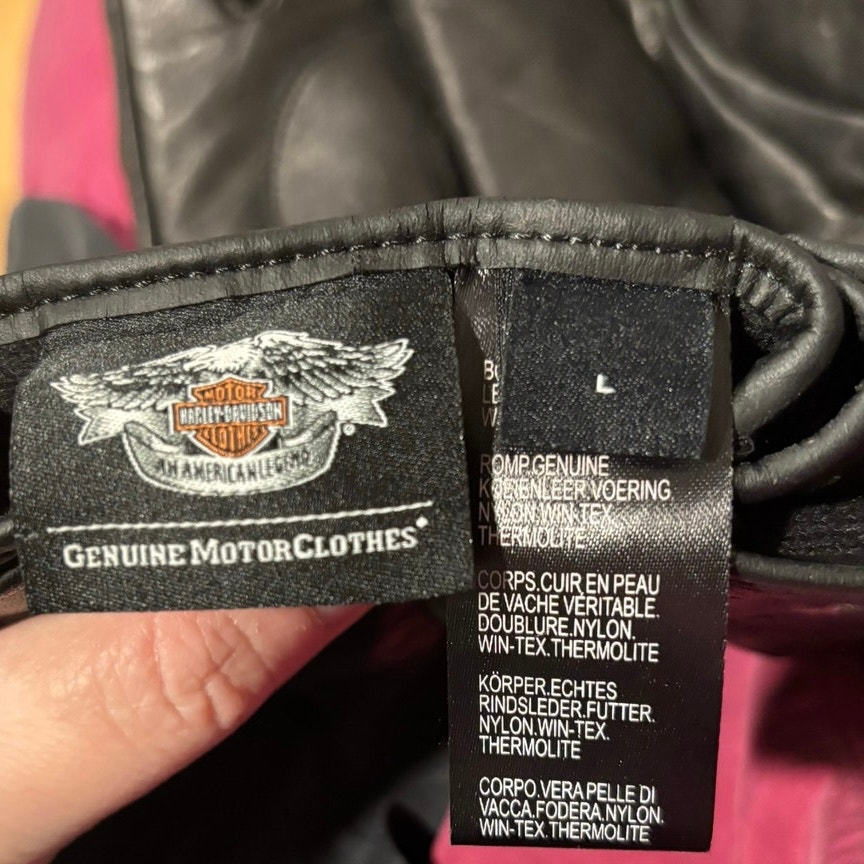 MOTOR
HARLEY-DAVIDSON
CLOTHES
AN AMERICAN LEGEND
®
GENUINE MOTORCLOTHES®
L
ROMP.GENUINE
KOEIENLEER.VOERING
NYLON.WIN-TEX.
THERMOLITE
CORPS.CUIR EN PEAU
DE VACHE VÉRITABLE.
DOUBLURE.NYLON.
WIN-TEX.THERMOLITE
KÖRPER.ECHTES
RINDSLEDER.FUTTER.
NYLON.WIN-TEX.
THERMOLITE
CORPO.VERA PELLE DI
VACCA.FODERA.NYLON.
WIN-TEX.THERMOLITE